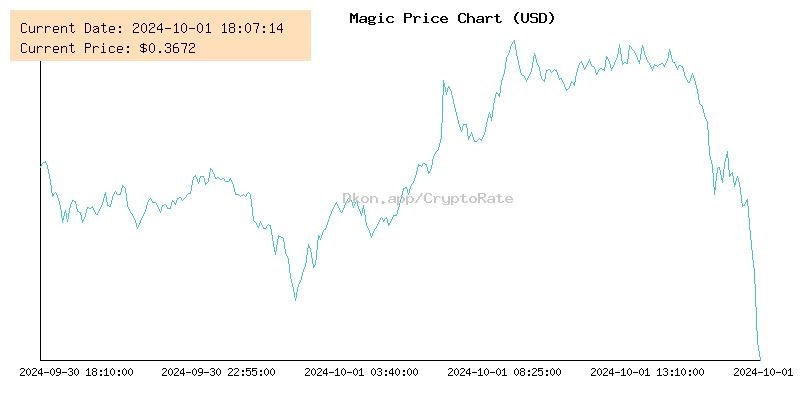 Magic Price Chart (USD)
Current Date: 2024-10-01 18:07:14
Current Price: $0.3672
Dkon.app/CryptoRate
2024-09-30 18:10:00 2024-09-30 22:55:00 2024-10-01 03:40:00 2024-10-01 08:25:00 2024-10-01 13:10:00 2024-10-01